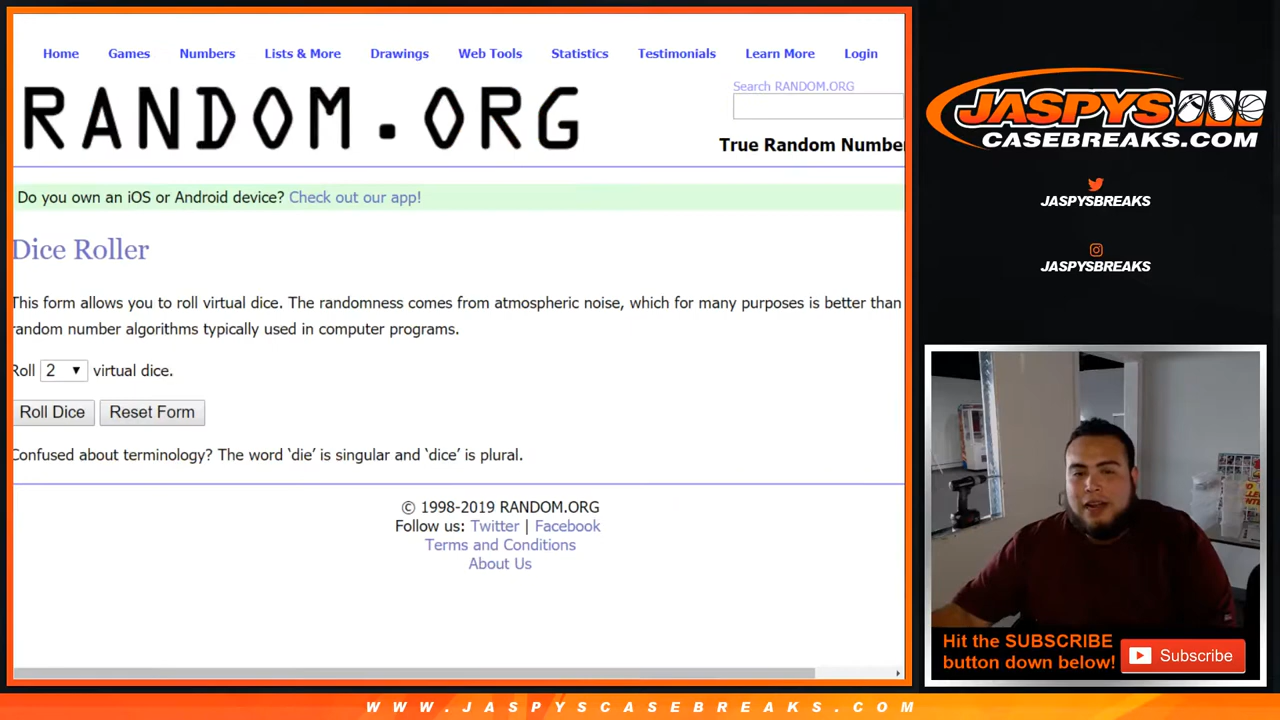 Home Games Numbers Lists & More Drawings Web Tools Statistics Testimonials Learn More Login
RANDOM.ORG
Search RANDOM.ORG
True Random Number
Do you own an iOS or Android device? Check out our app!
Dice Roller
This form allows you to roll virtual dice. The randomness comes from atmospheric noise, which for many purposes is better than
random number algorithms typically used in computer programs.
Roll 2 virtual dice.
Roll Dice Reset Form
Confused about terminology? The word ‘die’ is singular and ‘dice’ is plural.
© 1998-2019 RANDOM.ORG
Follow us: Twitter | Facebook
Terms and Conditions
About Us
JASPYS
CASEBREAKS.COM
JASPYSBREAKS
JASPYSBREAKS
Hit the SUBSCRIBE
button down below!
Subscribe
WWW.JASPYSCASEBREAKS.COM